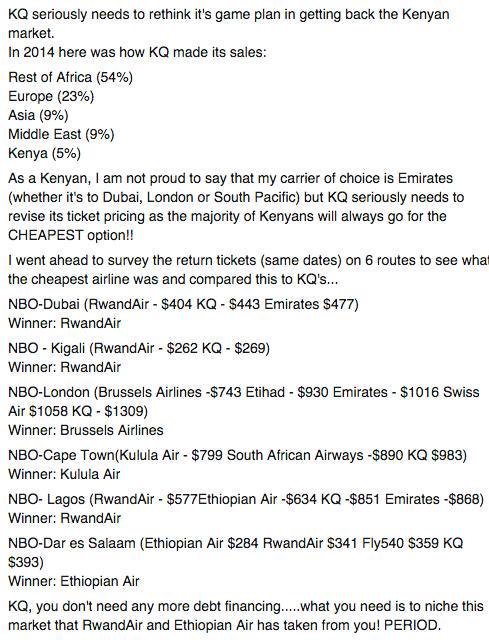 KQ seriously needs to rethink it's game plan in getting back the Kenyan
market.
In 2014 here was how KQ made its sales:
Rest of Africa (54%)
Europe (23%)
Asia (9%)
Middle East (9%)
Kenya (5%)
As a Kenyan, I am not proud to say that my carrier of choice is Emirates
(whether it's to Dubai, London or South Pacific) but KQ seriously needs to
revise its ticket pricing as the majority of Kenyans will always go for the
CHEAPEST option!!
I went ahead to survey the return tickets (same dates) on 6 routes to see what
the cheapest airline was and compared this to KQ's...
NBO-Dubai (RwandAir - $404 KQ - $443 Emirates $477)
Winner: RwandAir
NBO - Kigali (RwandAir - $262 KQ - $269)
Winner: RwandAir
NBO-London (Brussels Airlines -$743 Etihad - $930 Emirates - $1016 Swiss
Air $1058 KQ - $1309)
Winner: Brussels Airlines
NBO-Cape Town(Kulula Air - $799 South African Airways -$890 KQ $983)
Winner: Kulula Air
NBO- Lagos (RwandAir - $577Ethiopian Air -$634 KQ -$851 Emirates -$868)
Winner: RwandAir
NBO-Dar es Salaam (Ethiopian Air $284 RwandAir $341 Fly540 $359 KQ
$393)
Winner: Ethiopian Air
KQ, you don't need any more debt financing.....what you need is to niche this
market that RwandAir and Ethiopian Air has taken from you! PERIOD.